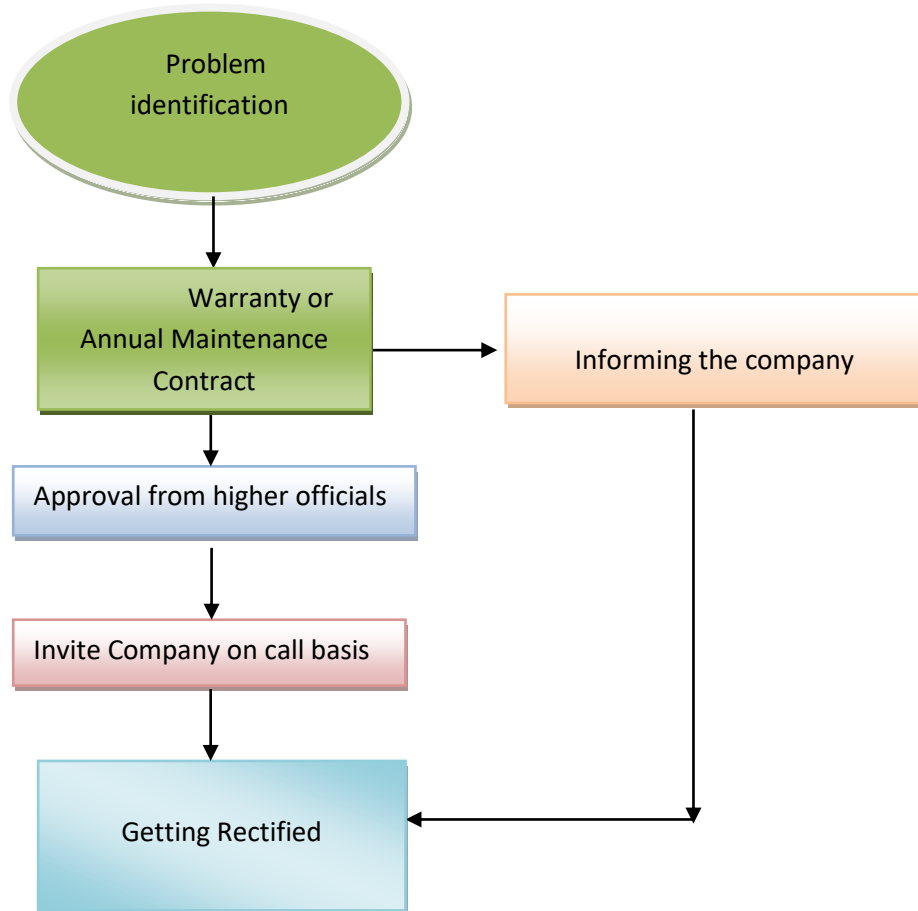 Problem
identification
Warranty or
Annual Maintenance
Contract
Informing the company
Approval from higher officials
Invite Company on call basis
Getting Rectified